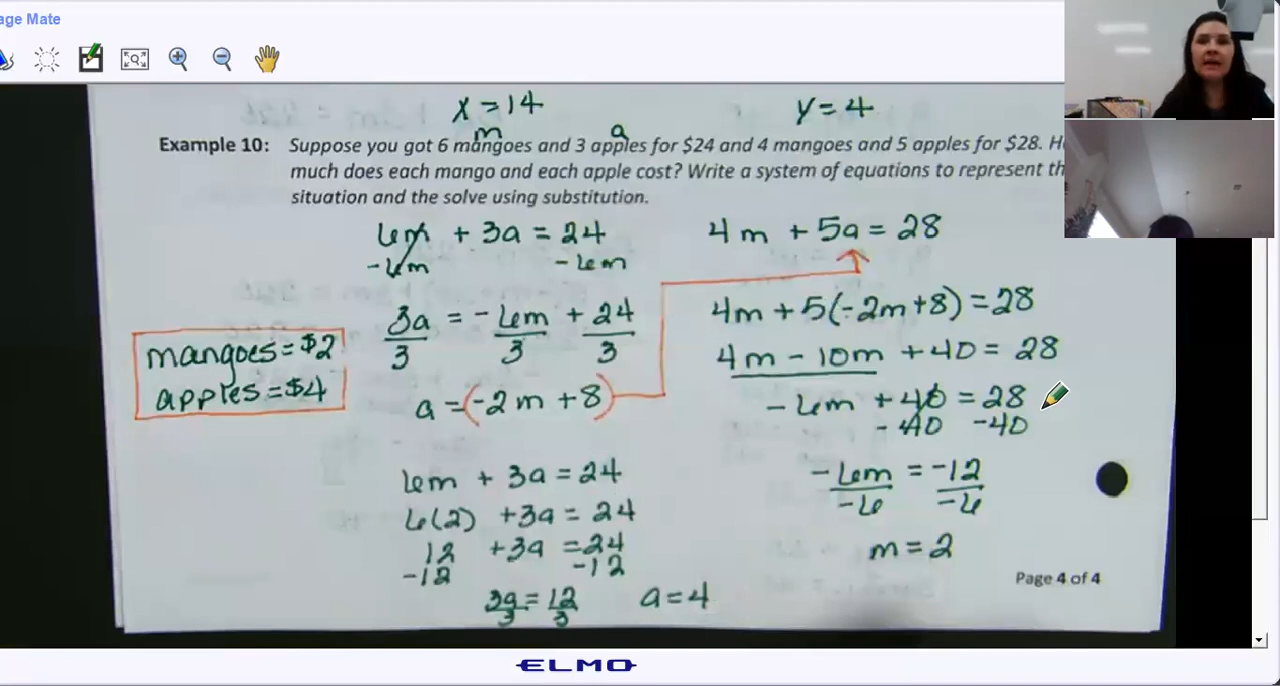 age Mate
x = 14
y = 4
m
a
Example 10: Suppose you got 6 mangoes and 3 apples for $24 and 4 mangoes and 5 apples for $28. H
much does each mango and each apple cost? Write a system of equations to represent th
situation and the solve using substitution.
6m + 3a = 24
-6m -6m
3a = -6m + 24
3 3 3
a = (-2m + 8)
mangoes = $2
apples = $4
6m + 3a = 24
6(2) + 3a = 24
12 + 3a = 24
-12 -12
3a = 12
3 3
a = 4
4m + 5a = 28
4m + 5(-2m + 8) = 28
4m - 10m + 40 = 28
-6m + 40 = 28
- 40 -40
-6m = -12
-6 -6
m = 2
Page 4 of 4
ELMO